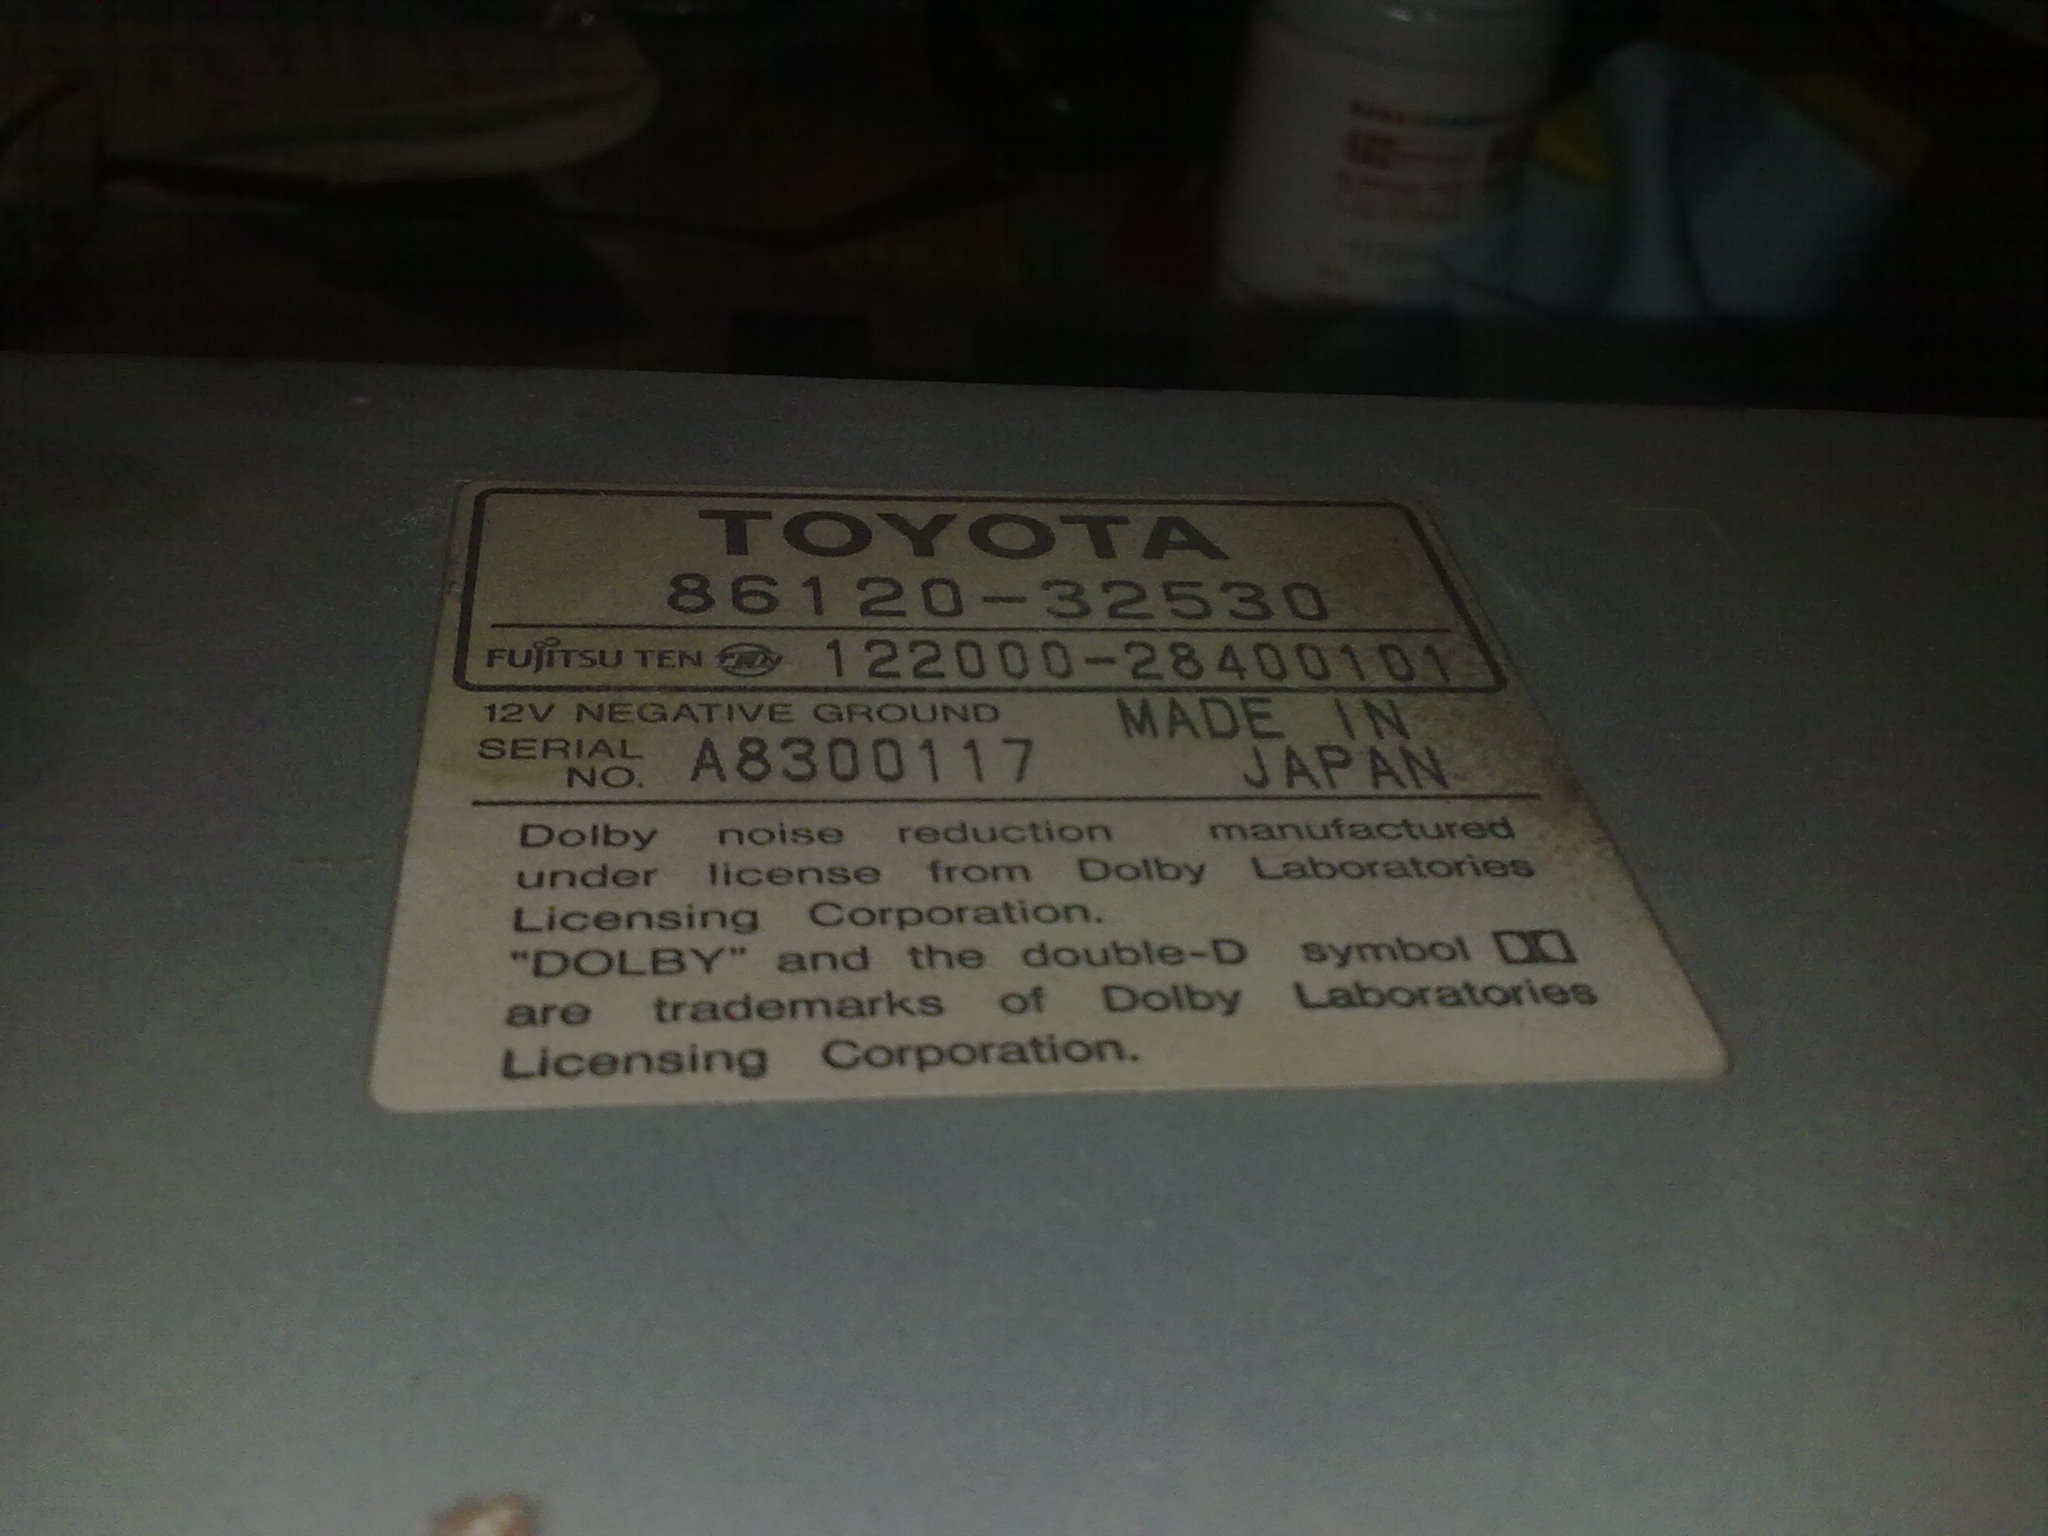 TOYOTA
86120-32530
FUJITSU TEN 122000-28400101
12V NEGATIVE GROUND MADE IN
SERIAL NO. A8300117 JAPAN
Dolby noise reduction manufactured
under license from Dolby Laboratories
Licensing Corporation.
"DOLBY" and the double-D symbol
are trademarks of Dolby Laboratories
Licensing Corporation.